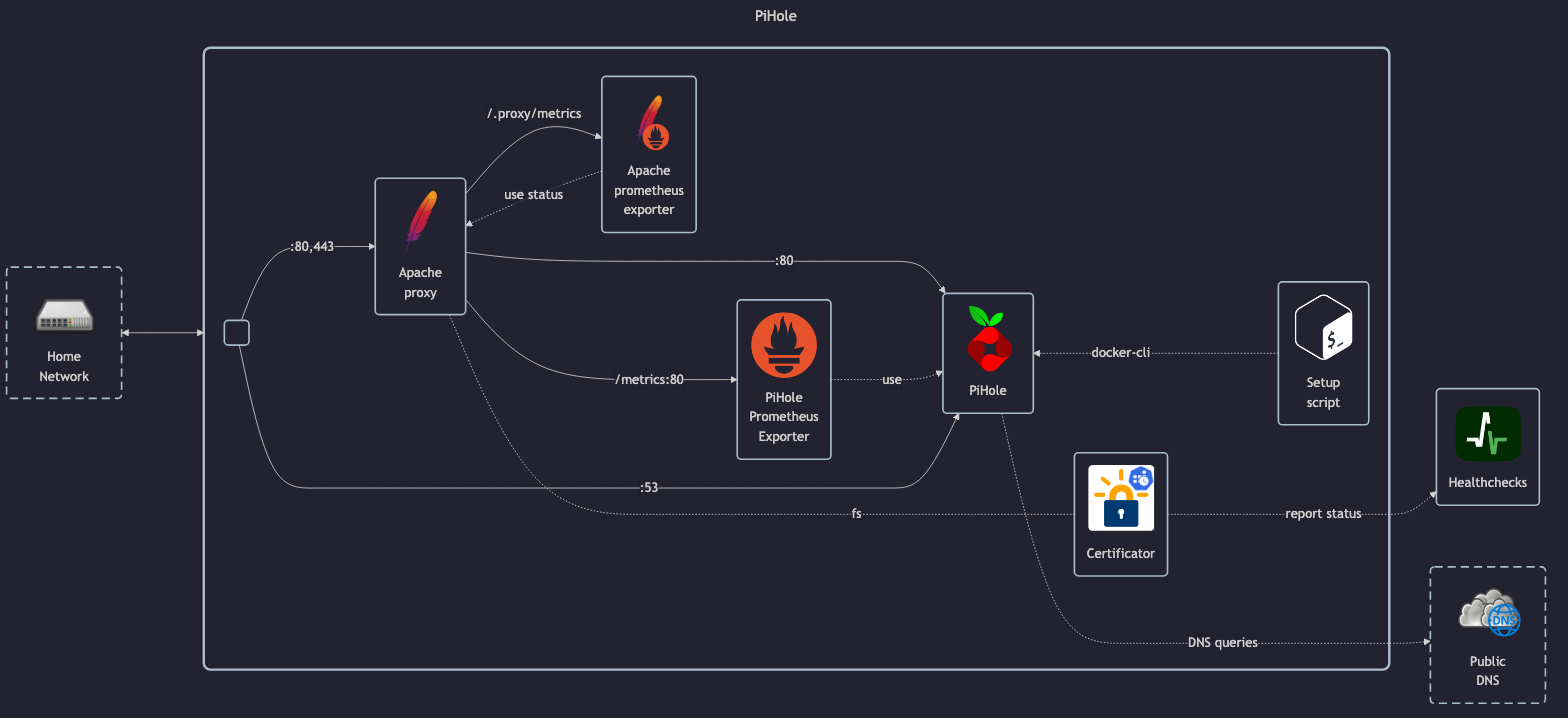 PiHole
/.proxy/metrics
Apache
prometheus
exporter
use status
:80,443
Apache
proxy
:80
Home
Network
/metrics:80
PiHole
Prometheus
Exporter
use
PiHole
docker-cli
$_
Setup
script
:53
fs
Certificator
report status
Healthchecks
DNS queries
DNS
Public
DNS